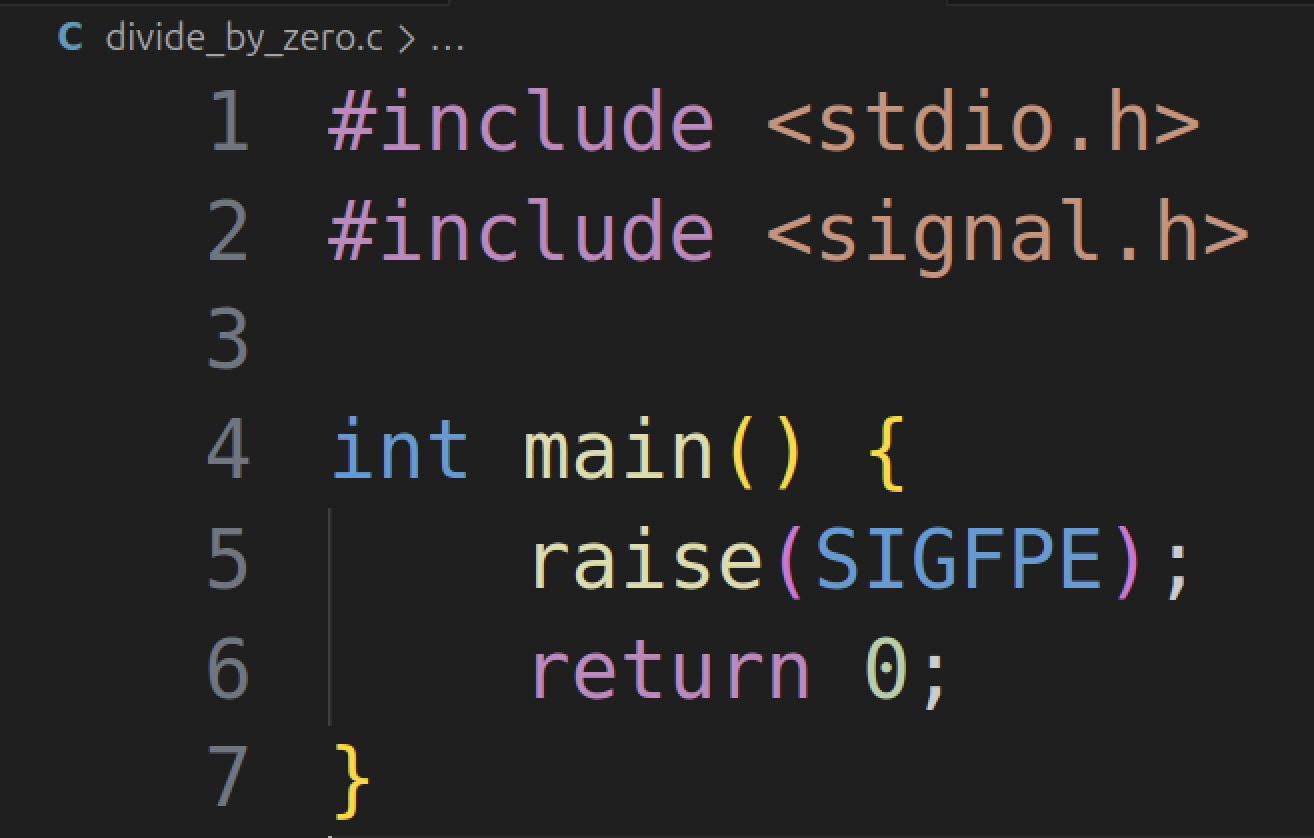 C divide_by_zero.c > ...
1 #include <stdio.h>
2 #include <signal.h>
3
4 int main() {
5     raise(SIGFPE);
6     return 0;
7 }